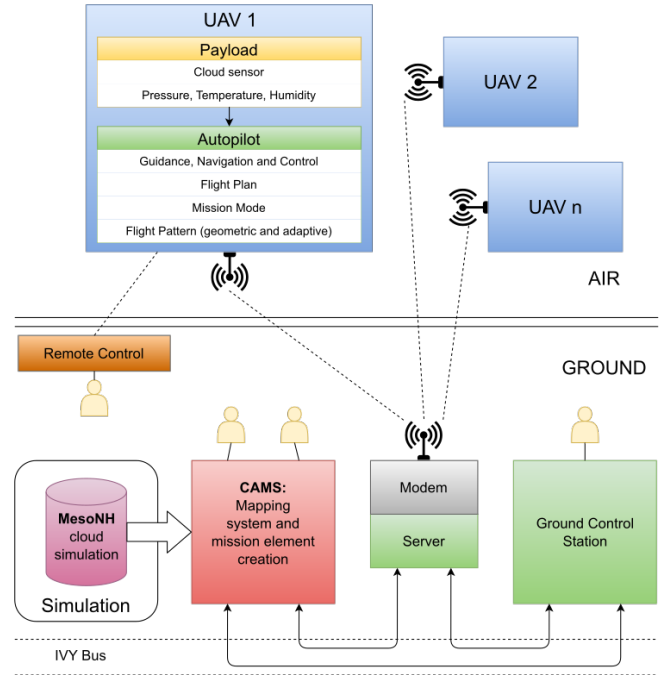 UAV 1
Payload
Cloud sensor
Pressure, Temperature, Humidity
Autopilot
Guidance, Navigation and Control
Flight Plan
Mission Mode
Flight Pattern (geometric and adaptive)
UAV 2
UAV n
AIR
Remote Control
GROUND
MesoNH
cloud
simulation
Simulation
CAMS:
Mapping
system and
mission element
creation
Modem
Server
Ground Control
Station
IVY Bus